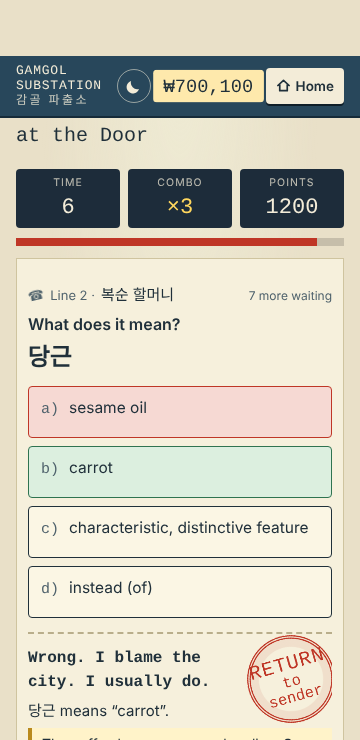 GAMGOL
SUBSTATION
감골 파출소
₩700,100
Home
at the Door
TIME
6
COMBO
×3
POINTS
1200
Line 2 · 복순 할머니
7 more waiting
What does it mean?
당근
a) sesame oil
b) carrot
c) characteristic, distinctive feature
d) instead (of)
Wrong. I blame the
city. I usually do.
RETURN
to
sender
당근 means “carrot”.